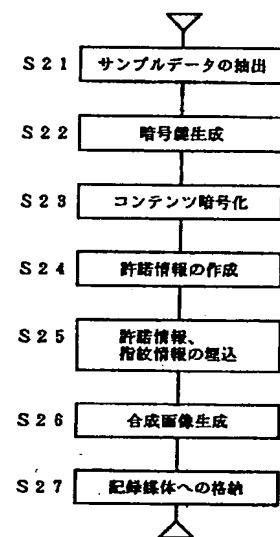 S21 サンプルデータの抽出
S22 暗号鍵生成
S23 コンテンツ暗号化
S24 許諾情報の作成
S25 許諾情報、
指紋情報の埋込
S26 合成画像生成
S27 記録媒体への格納